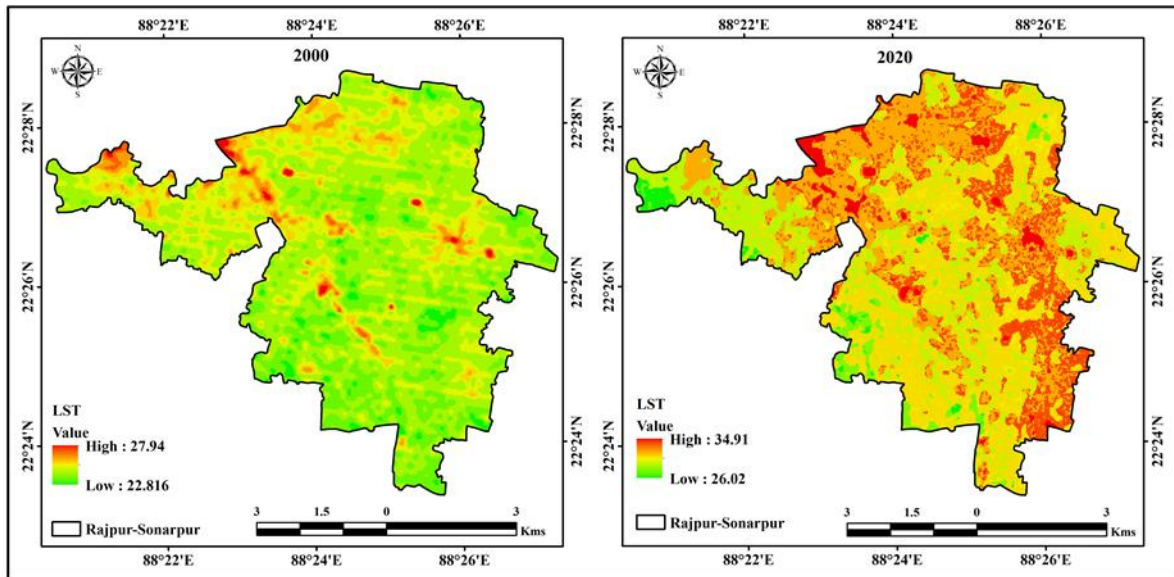 88°22'E 88°24'E 88°26'E
2000
N
W E
S
22°28'N 22°28'N
22°26'N 22°26'N
22°24'N 22°24'N
LST
Value
High : 27.94
Low : 22.816
Rajpur-Sonarpur
3 1.5 0 3
Kms
88°22'E 88°24'E 88°26'E
88°22'E 88°24'E 88°26'E
2020
N
W E
S
22°28'N 22°28'N
22°26'N 22°26'N
22°24'N 22°24'N
LST
Value
High : 34.91
Low : 26.02
Rajpur-Sonarpur
3 1.5 0 3
Kms
88°22'E 88°24'E 88°26'E